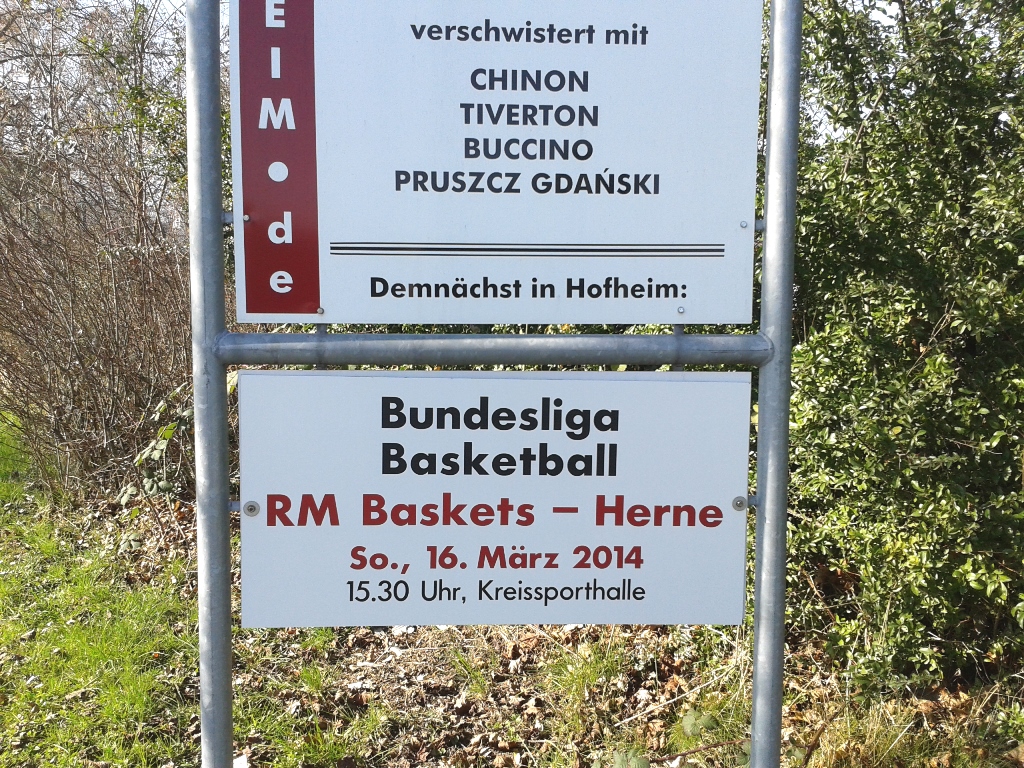 EIM.de
verschwistert mit
CHINON
TIVERTON
BUCCINO
PRUSZCZ GDAŃSKI
Demnächst in Hofheim:
Bundesliga
Basketball
RM Baskets – Herne
So., 16. März 2014
15.30 Uhr, Kreissporthalle